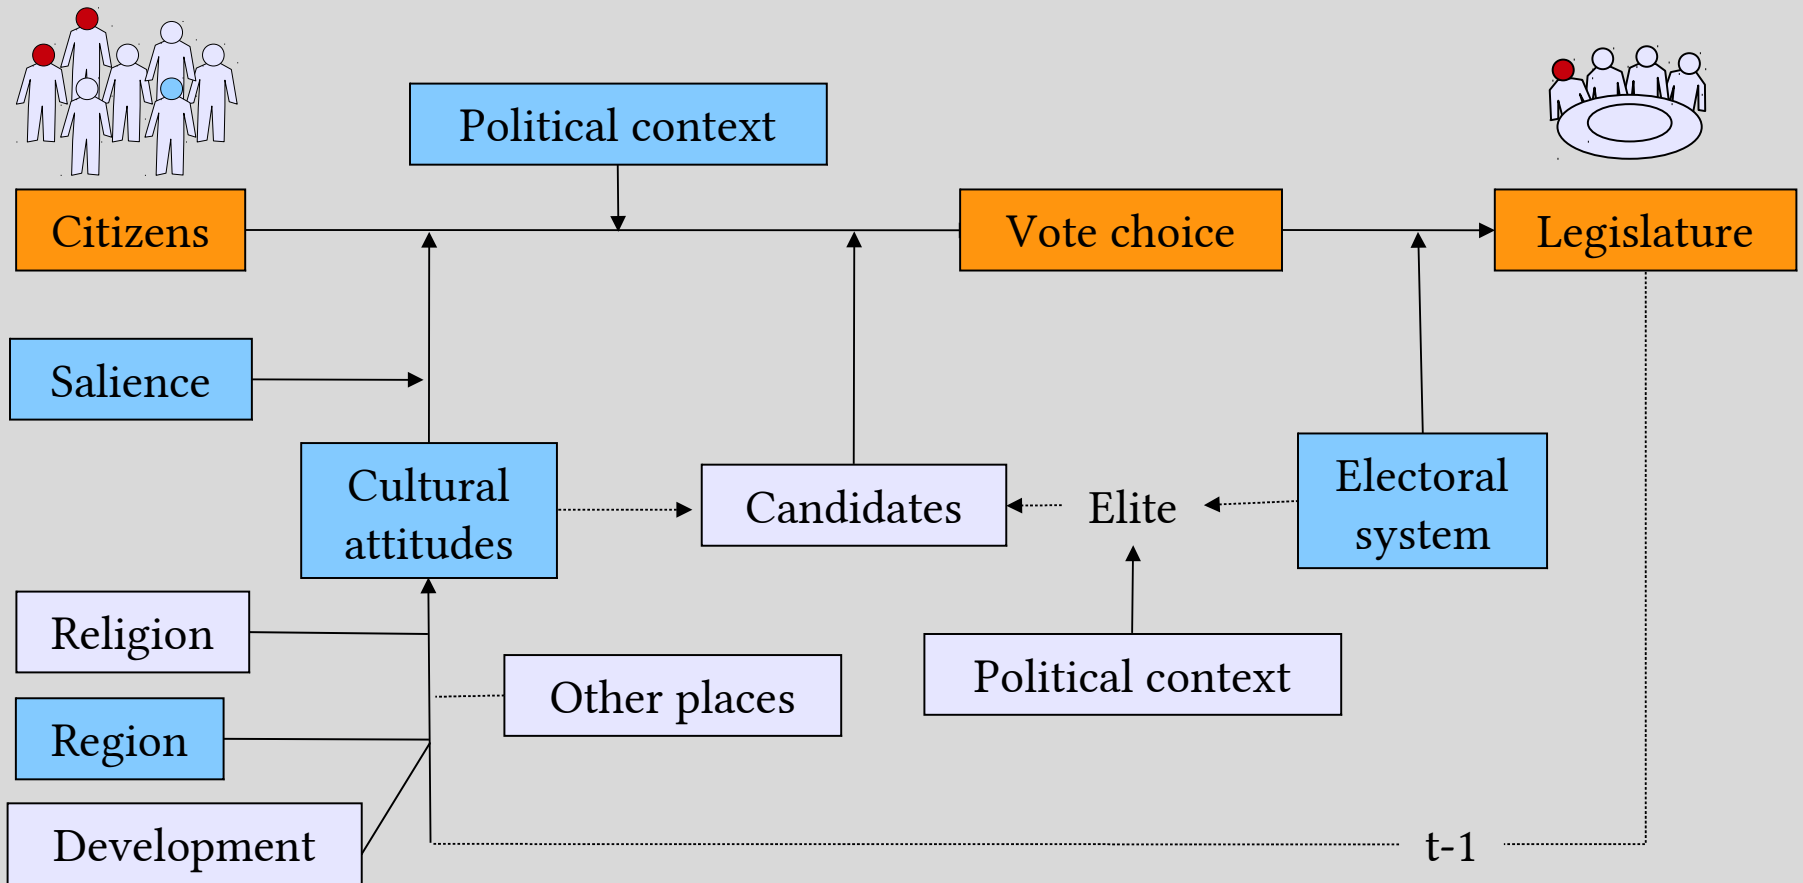 Political context
Citizens
Vote choice
Legislature
Salience
Cultural
attitudes
Candidates
Elite
Electoral
system
Religion
Other places
Political context
Region
Development
t-1